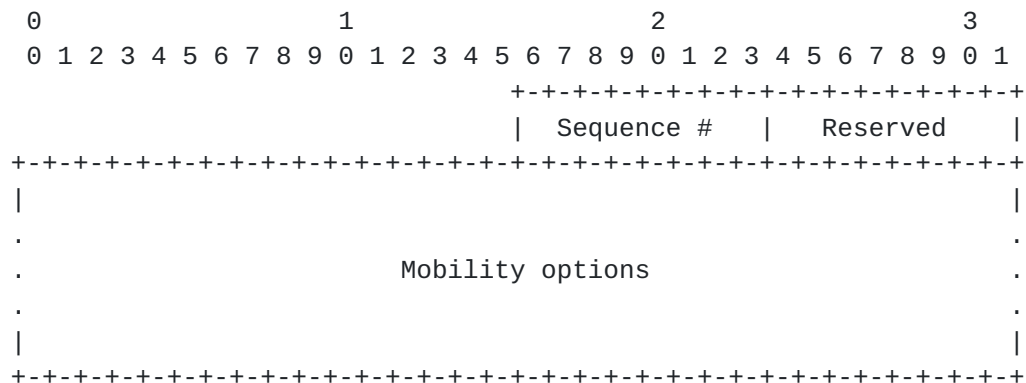 0                   1                   2                   3
 0 1 2 3 4 5 6 7 8 9 0 1 2 3 4 5 6 7 8 9 0 1 2 3 4 5 6 7 8 9 0 1
                                +-+-+-+-+-+-+-+-+-+-+-+-+-+-+-+-+
                                |  Sequence #   |   Reserved    |
+-+-+-+-+-+-+-+-+-+-+-+-+-+-+-+-+-+-+-+-+-+-+-+-+-+-+-+-+-+-+-+-+
|                                                               |
.                                                               .
.                        Mobility options                       .
.                                                               .
|                                                               |
+-+-+-+-+-+-+-+-+-+-+-+-+-+-+-+-+-+-+-+-+-+-+-+-+-+-+-+-+-+-+-+-+